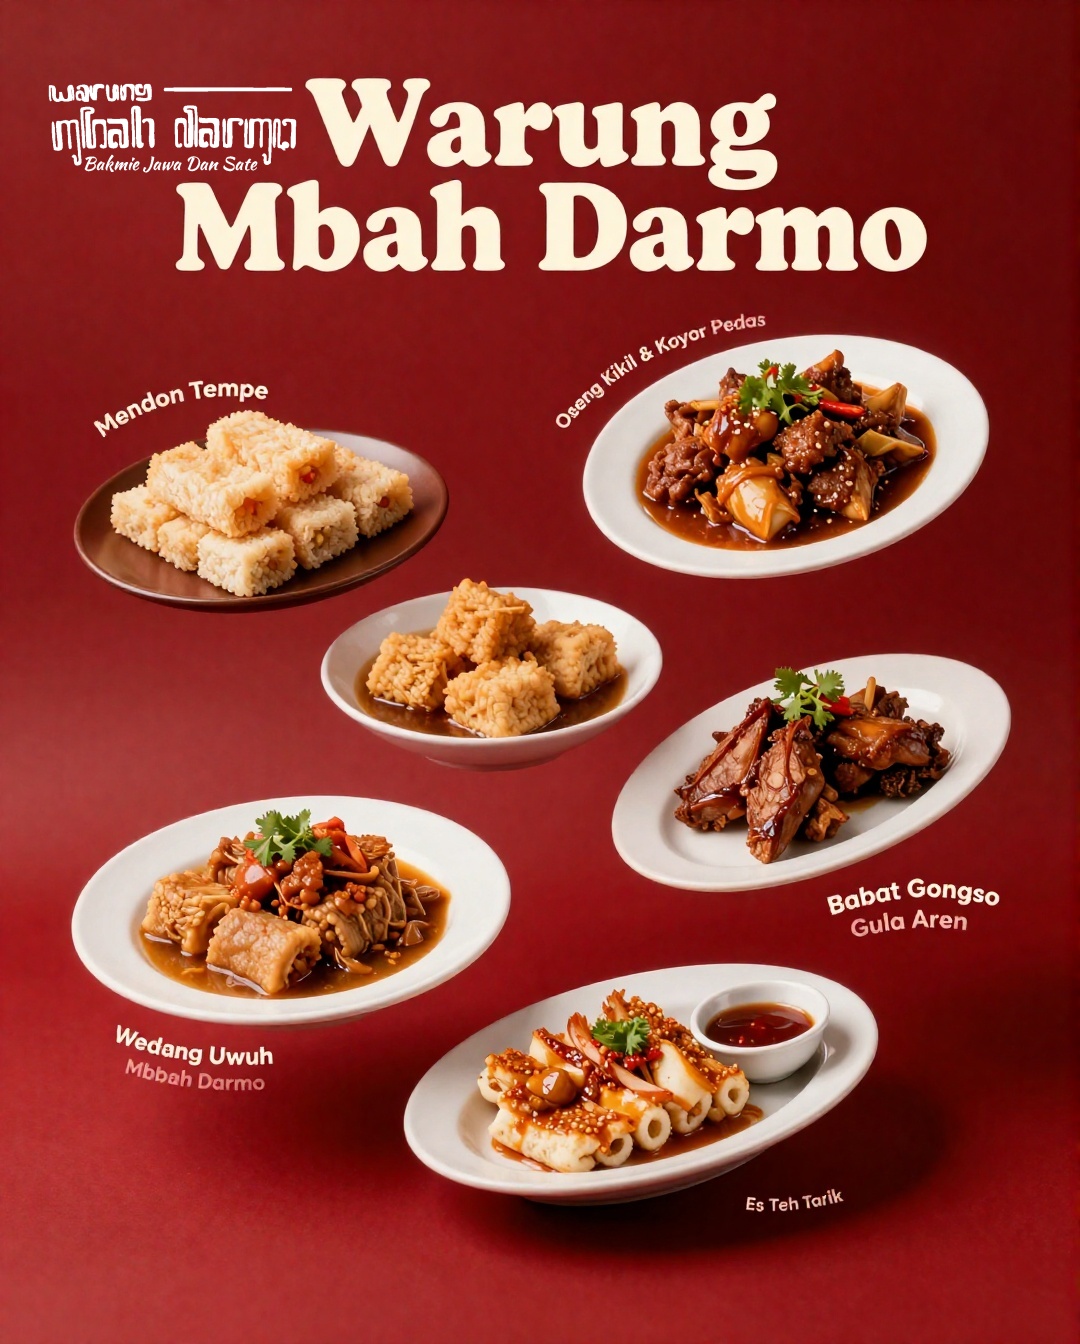 warung
mbah darmo
Bakmie Jawa Dan Sate
Warung
Mbah Darmo
Oseng Kikil & Koyor Pedas
Mendon Tempe
Babat Gongso
Gula Aren
Wedang Uwuh
Mbbah Darmo
Es Teh Tarik